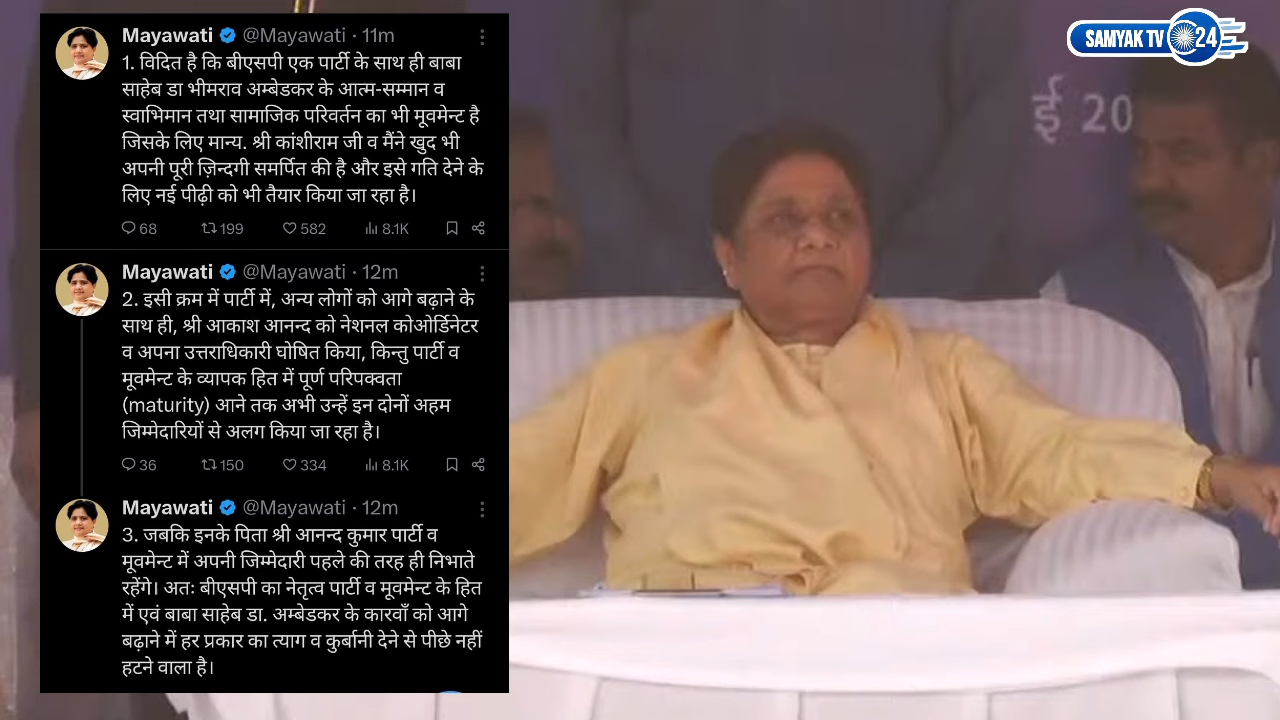 Mayawati @Mayawati · 11m
1. विदित है कि बीएसपी एक पार्टी के साथ ही बाबा
साहेब डा भीमराव अम्बेडकर के आत्म-सम्मान व
स्वाभिमान तथा सामाजिक परिवर्तन का भी मूवमेन्ट है
जिसके लिए मान्य. श्री कांशीराम जी व मैंने खुद भी
अपनी पूरी ज़िन्दगी समर्पित की है और इसे गति देने के
लिए नई पीढ़ी को भी तैयार किया जा रहा है।
68 199 582 8.1K
Mayawati @Mayawati · 12m
2. इसी क्रम में पार्टी में, अन्य लोगों को आगे बढ़ाने के
साथ ही, श्री आकाश आनन्द को नेशनल कोओर्डिनेटर
व अपना उत्तराधिकारी घोषित किया, किन्तु पार्टी व
मूवमेन्ट के व्यापक हित में पूर्ण परिपक्वता
(maturity) आने तक अभी उन्हें इन दोनों अहम
जिम्मेदारियों से अलग किया जा रहा है।
36 150 334 8.1K
Mayawati @Mayawati · 12m
3. जबकि इनके पिता श्री आनन्द कुमार पार्टी व
मूवमेन्ट में अपनी जिम्मेदारी पहले की तरह ही निभाते
रहेंगे। अतः बीएसपी का नेतृत्व पार्टी व मूवमेन्ट के हित
में एवं बाबा साहेब डा. अम्बेडकर के कारवाँ को आगे
बढ़ाने में हर प्रकार का त्याग व कुर्बानी देने से पीछे नहीं
हटने वाला है।
SAMYAK TV 24
ई 20